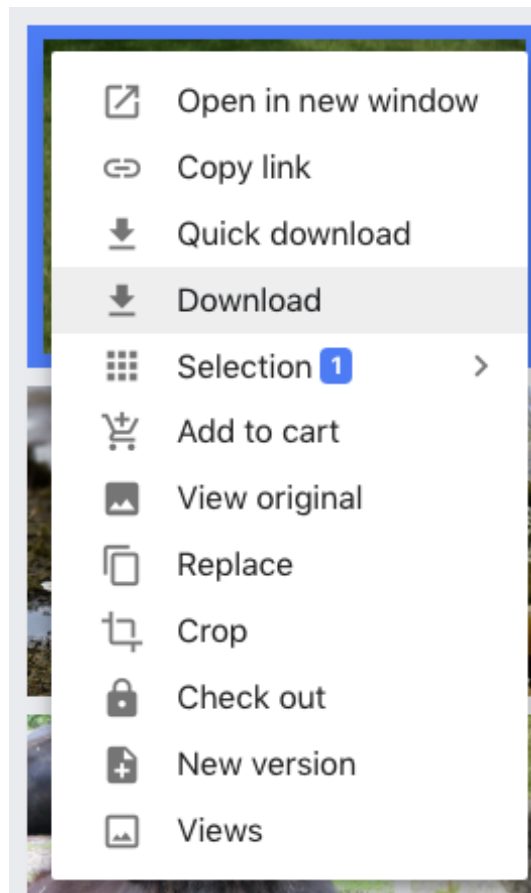 Open in new window
Copy link
Quick download
Download
Selection 1
Add to cart
View original
Replace
Crop
Check out
New version
Views